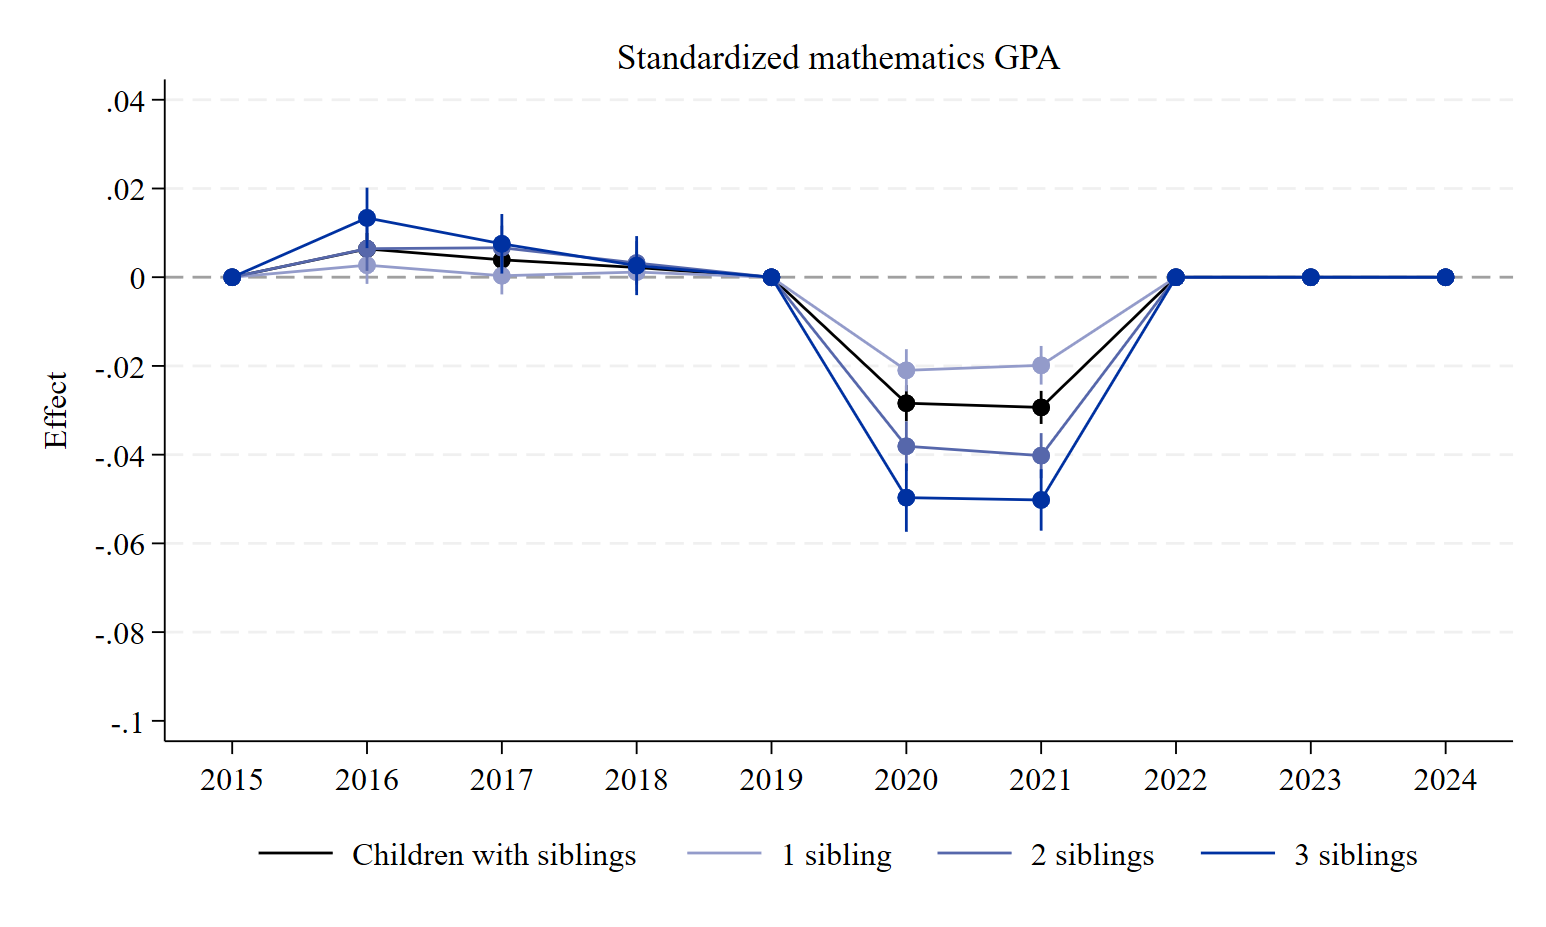 Standardized mathematics GPA
.04
.02
0
-.02
-.04
-.06
-.08
-.1
Effect
2015 2016 2017 2018 2019 2020 2021 2022 2023 2024
Children with siblings 1 sibling 2 siblings 3 siblings